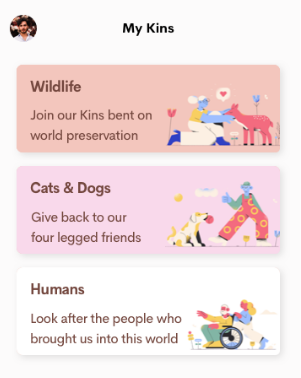 My Kins
Wildlife
Join our Kins bent on
world preservation
Cats & Dogs
Give back to our
four legged friends
Humans
Look after the people who
brought us into this world